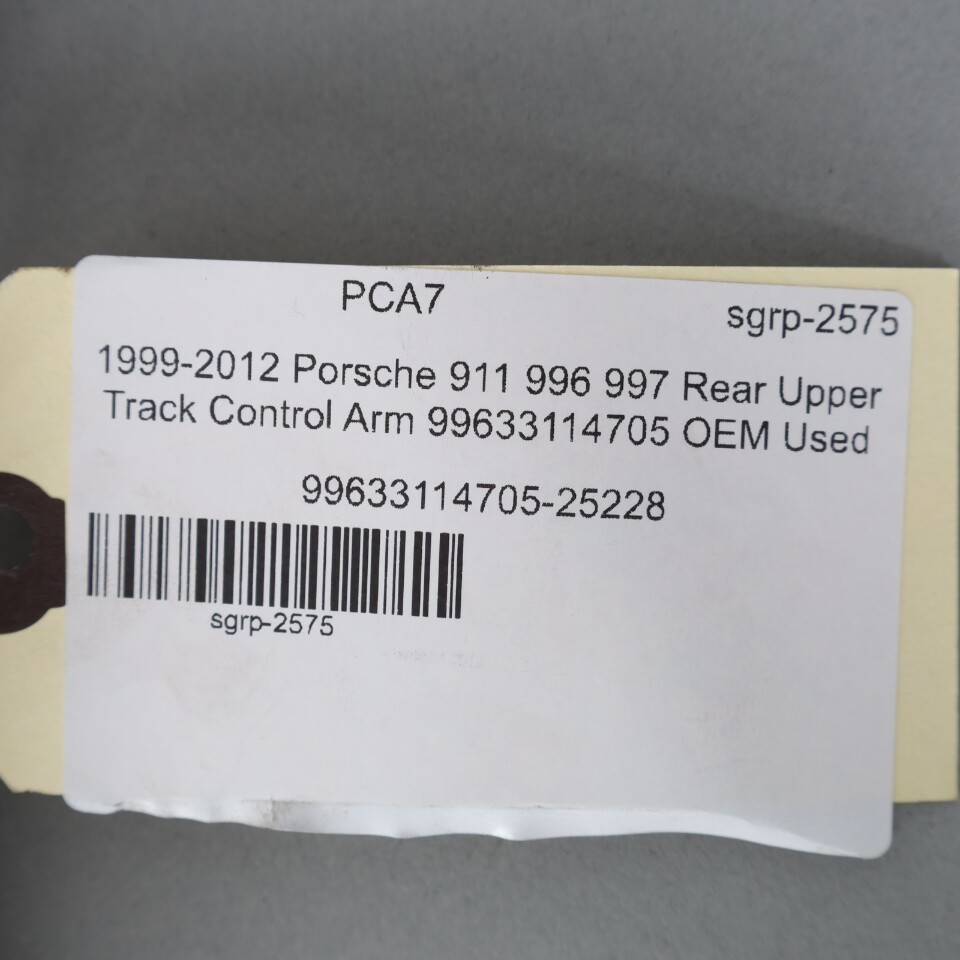 PCA7
sgrp-2575
1999-2012 Porsche 911 996 997 Rear Upper
Track Control Arm 99633114705 OEM Used
99633114705-25228
sgrp-2575